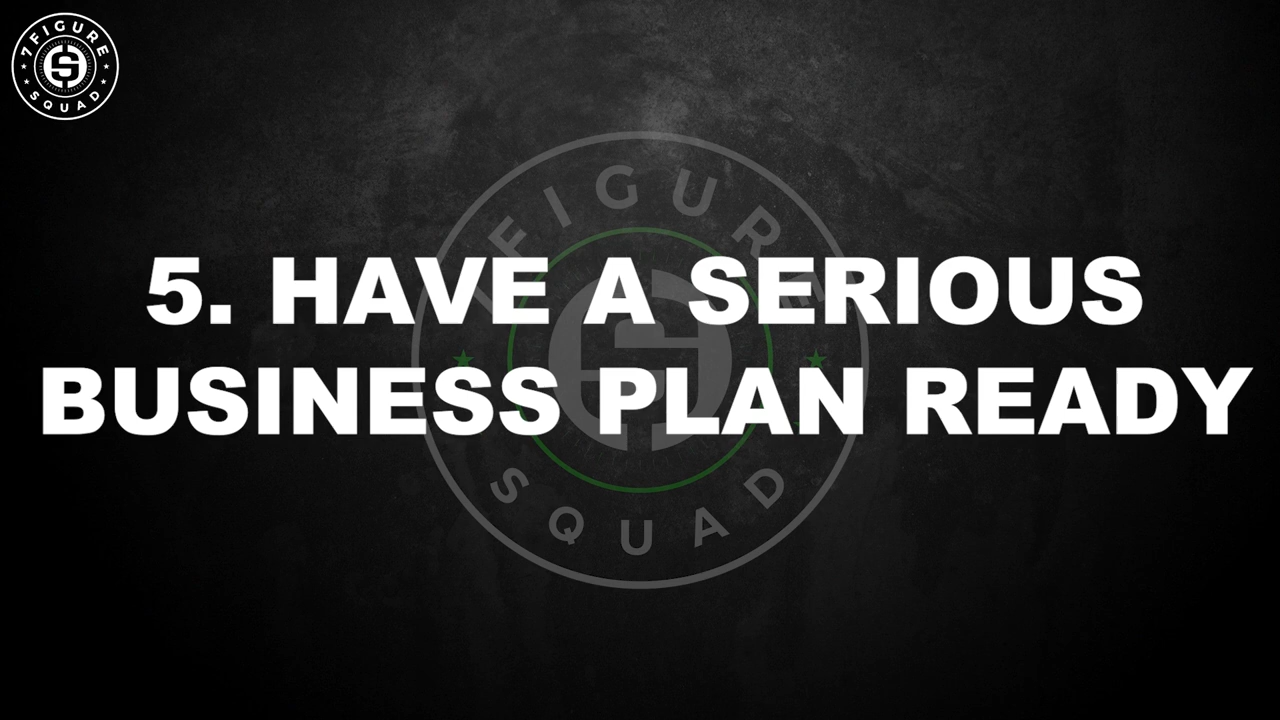 7FIGURE
SQUAD
5. HAVE A SERIOUS
BUSINESS PLAN READY
7FIGURE
SQUAD